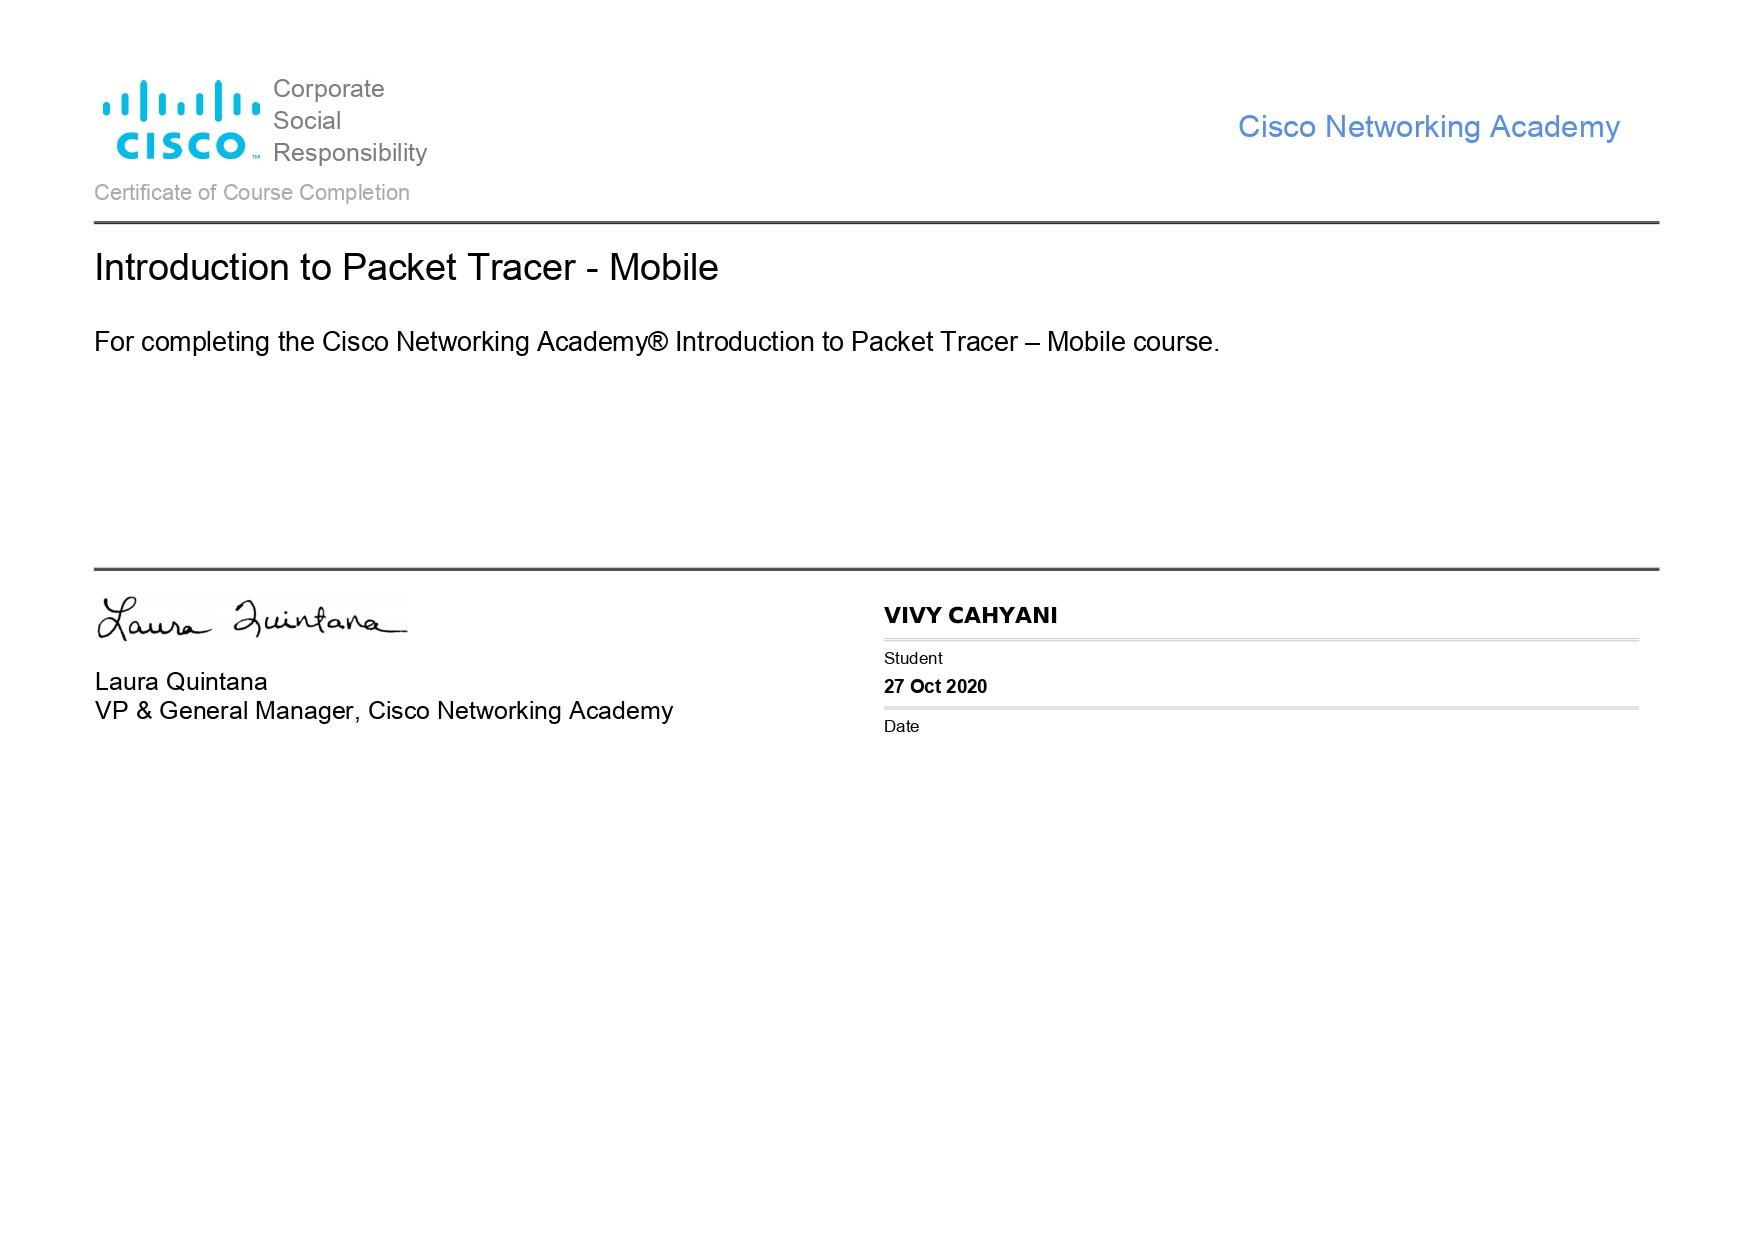 CISCO™
Corporate
Social
Responsibility
Cisco Networking Academy
Certificate of Course Completion
Introduction to Packet Tracer - Mobile
For completing the Cisco Networking Academy® Introduction to Packet Tracer – Mobile course.
Laura Quintana
Laura Quintana
VP & General Manager, Cisco Networking Academy
VIVY CAHYANI
Student
27 Oct 2020
Date